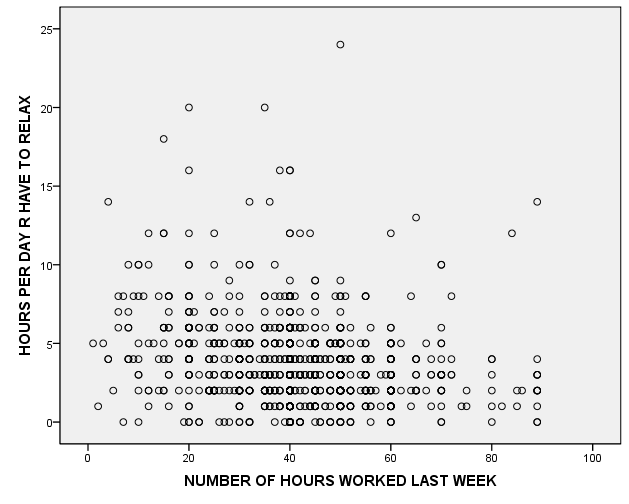 25
20
15
10
5
0
HOURS PER DAY R HAVE TO RELAX
0 20 40 60 80 100
NUMBER OF HOURS WORKED LAST WEEK